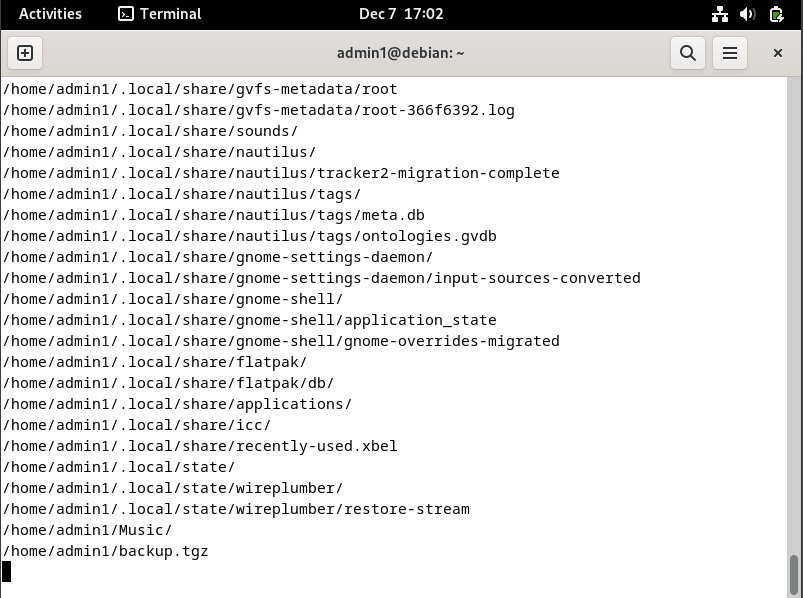 Activities Terminal Dec 7 17:02
admin1@debian: ~
/home/admin1/.local/share/gvfs-metadata/root
/home/admin1/.local/share/gvfs-metadata/root-366f6392.log
/home/admin1/.local/share/sounds/
/home/admin1/.local/share/nautilus/
/home/admin1/.local/share/nautilus/tracker2-migration-complete
/home/admin1/.local/share/nautilus/tags/
/home/admin1/.local/share/nautilus/tags/meta.db
/home/admin1/.local/share/nautilus/tags/ontologies.gvdb
/home/admin1/.local/share/gnome-settings-daemon/
/home/admin1/.local/share/gnome-settings-daemon/input-sources-converted
/home/admin1/.local/share/gnome-shell/
/home/admin1/.local/share/gnome-shell/application_state
/home/admin1/.local/share/gnome-shell/gnome-overrides-migrated
/home/admin1/.local/share/flatpak/
/home/admin1/.local/share/flatpak/db/
/home/admin1/.local/share/applications/
/home/admin1/.local/share/icc/
/home/admin1/.local/share/recently-used.xbel
/home/admin1/.local/state/
/home/admin1/.local/state/wireplumber/
/home/admin1/.local/state/wireplumber/restore-stream
/home/admin1/Music/
/home/admin1/backup.tgz